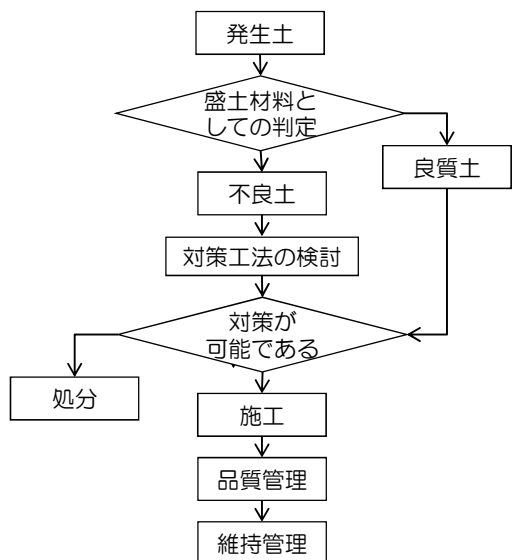 発生土
盛土材料と
しての判定
良質土
不良土
対策工法の検討
対策が
可能である
処分
施工
品質管理
維持管理